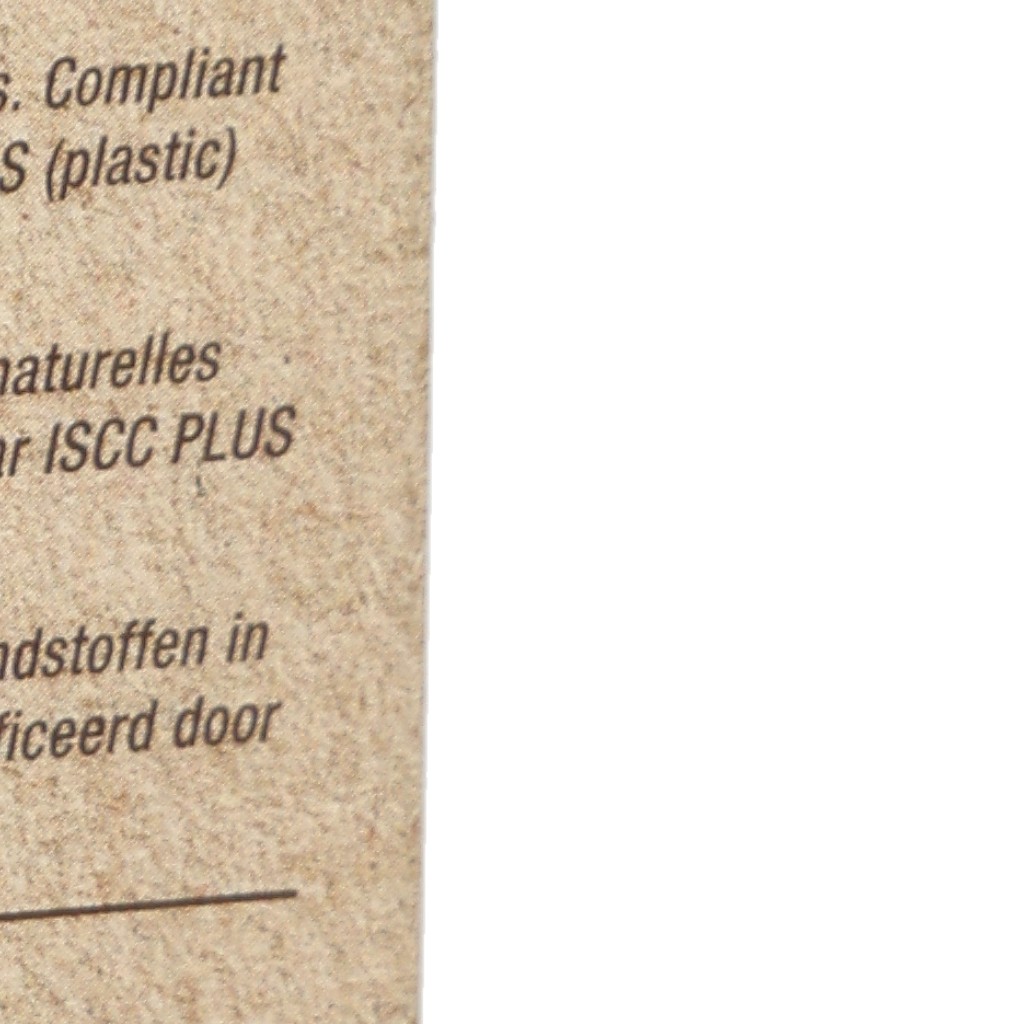 s. Compliant
S (plastic)
naturelles
ar ISCC PLUS
ndstoffen in
ficeerd door